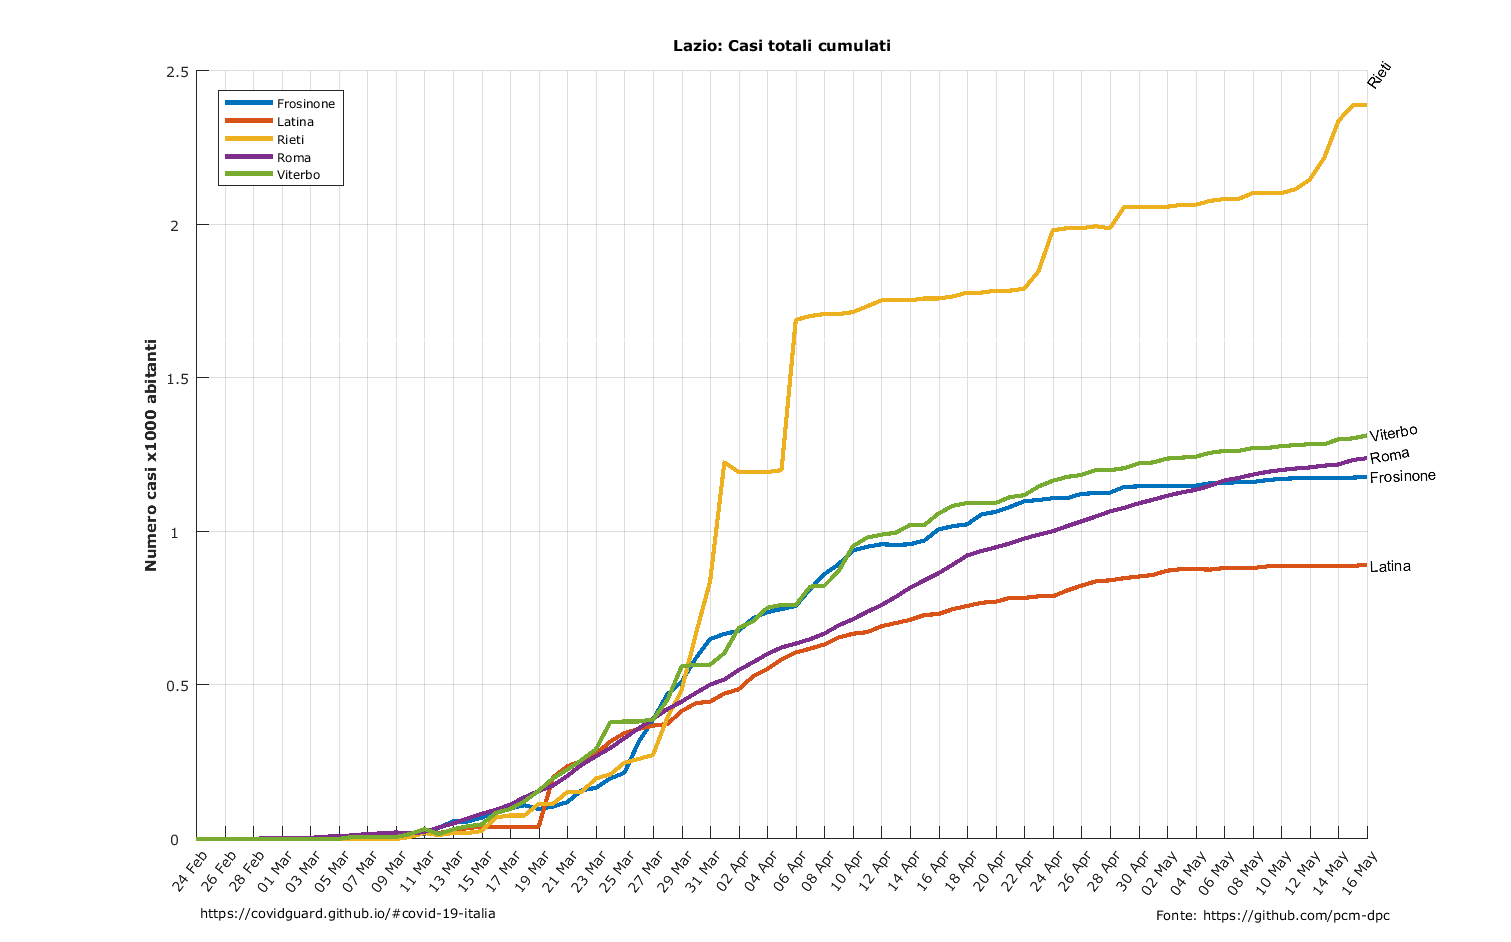 Lazio: Casi totali cumulati
Numero casi x1000 abitanti
2.5
2
1.5
1
0.5
0
Frosinone
Latina
Rieti
Roma
Viterbo
Rieti
Viterbo
Roma
Frosinone
Latina
24 Feb
26 Feb
28 Feb
01 Mar
03 Mar
05 Mar
07 Mar
09 Mar
11 Mar
13 Mar
15 Mar
17 Mar
19 Mar
21 Mar
23 Mar
25 Mar
27 Mar
29 Mar
31 Mar
02 Apr
04 Apr
06 Apr
08 Apr
10 Apr
12 Apr
14 Apr
16 Apr
18 Apr
20 Apr
22 Apr
24 Apr
26 Apr
28 Apr
30 Apr
02 May
04 May
06 May
08 May
10 May
12 May
14 May
16 May
https://covidguard.github.io/#covid-19-italia
Fonte: https://github.com/pcm-dpc